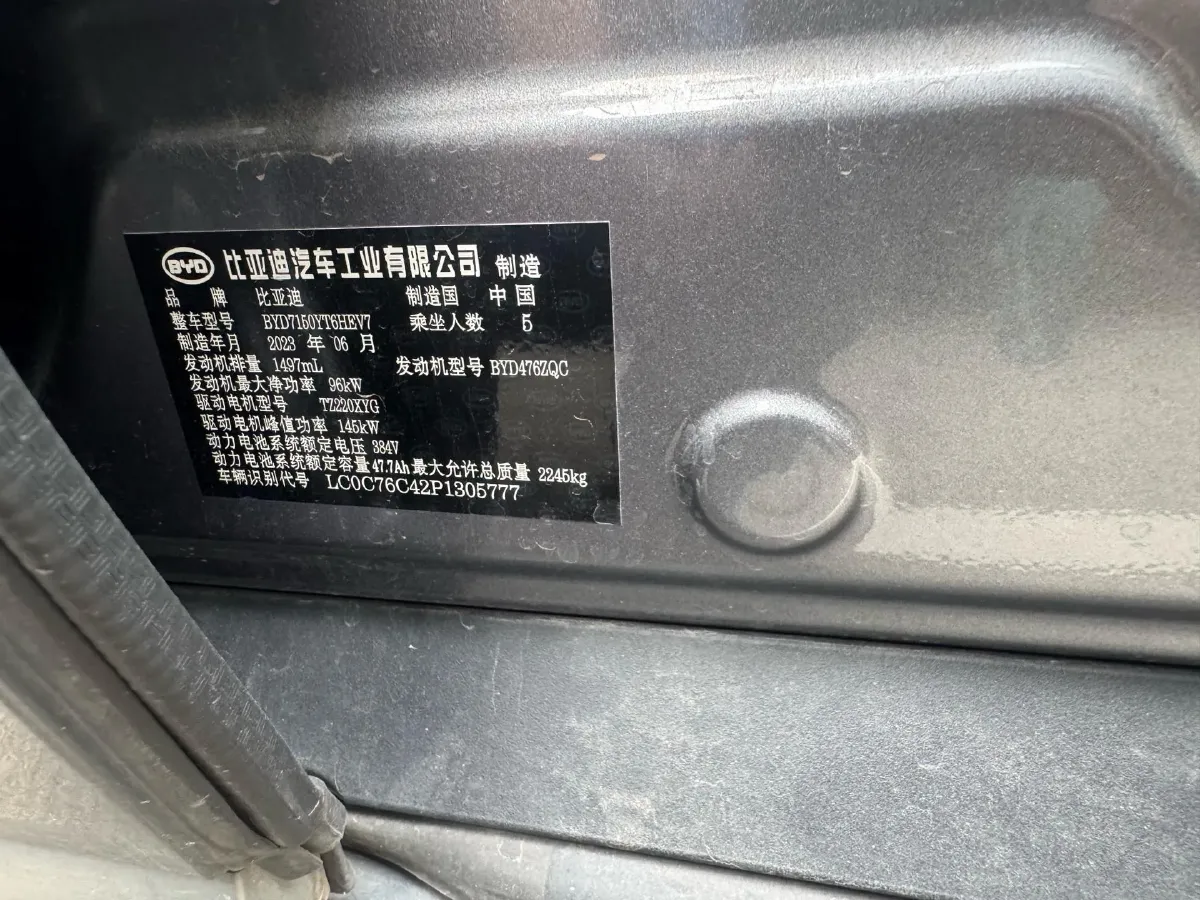 BYD 比亚迪汽车工业有限公司 制造
品 牌 比亚迪 制造国 中国
整车型号 BYD7150YT6HEV7 乘坐人数 5
制造年月 2023 年 06 月
发动机排量 1497mL 发动机型号 BYD476ZQC
发动机最大净功率 96kW
驱动电机型号 TZ220XYG
驱动电机峰值功率 145kW
动力电池系统额定电压 384V
动力电池系统额定容量 47.7Ah 最大允许总质量 2245kg
车辆识别代号 LC0C76C42P1305777